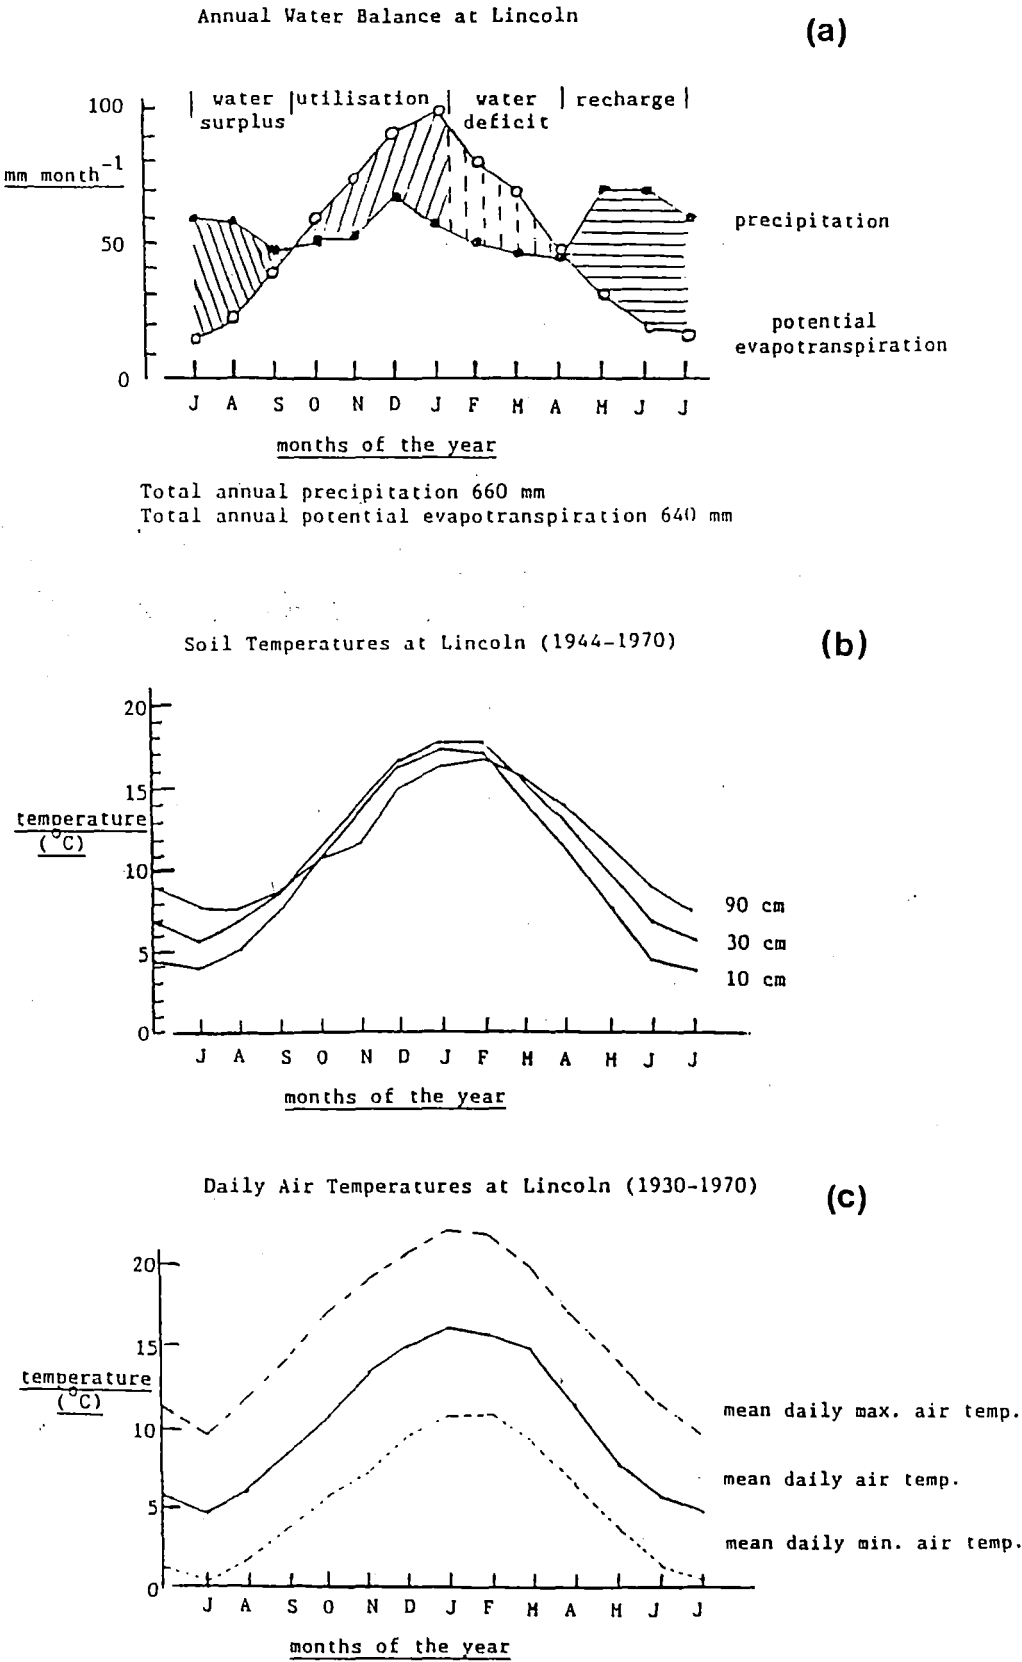 Annual Water Balance at Lincoln
(a)
100
water
surplus
utilisation
water
deficit
recharge
mm month⁻¹
50
0
precipitation
potential
evapotranspiration
J A S O N D J F M A M J J
months of the year
Total annual precipitation 660 mm
Total annual potential evapotranspiration 640 mm
Soil Temperatures at Lincoln (1944-1970)
(b)
20
15
temperature
(°C)
10
5
0
90 cm
30 cm
10 cm
J A S O N D J F M A M J J
months of the year
Daily Air Temperatures at Lincoln (1930-1970)
(c)
20
15
temperature
(°C)
10
5
0
mean daily max. air temp.
mean daily air temp.
mean daily min. air temp.
J A S O N D J F M A M J J
months of the year